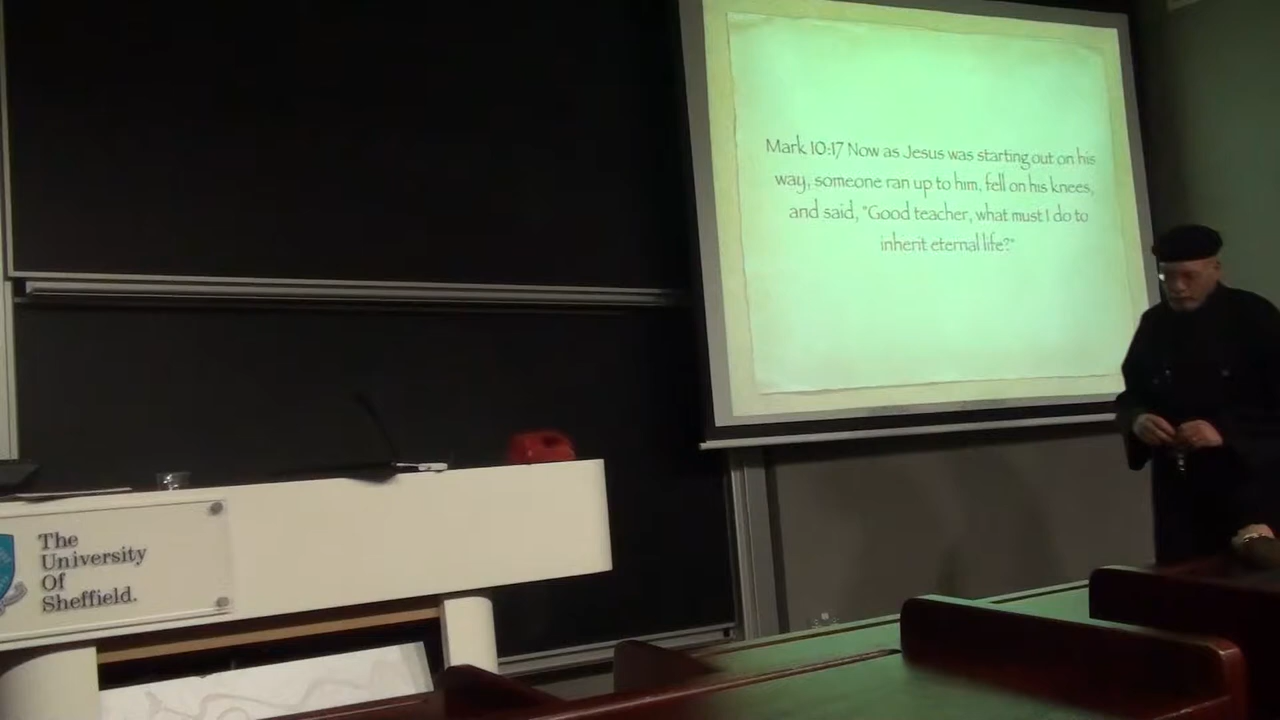 Mark 10:17 Now as Jesus was starting out on his
way, someone ran up to him, fell on his knees,
and said, "Good teacher, what must I do to
inherit eternal life?"
The
University
Of
Sheffield.